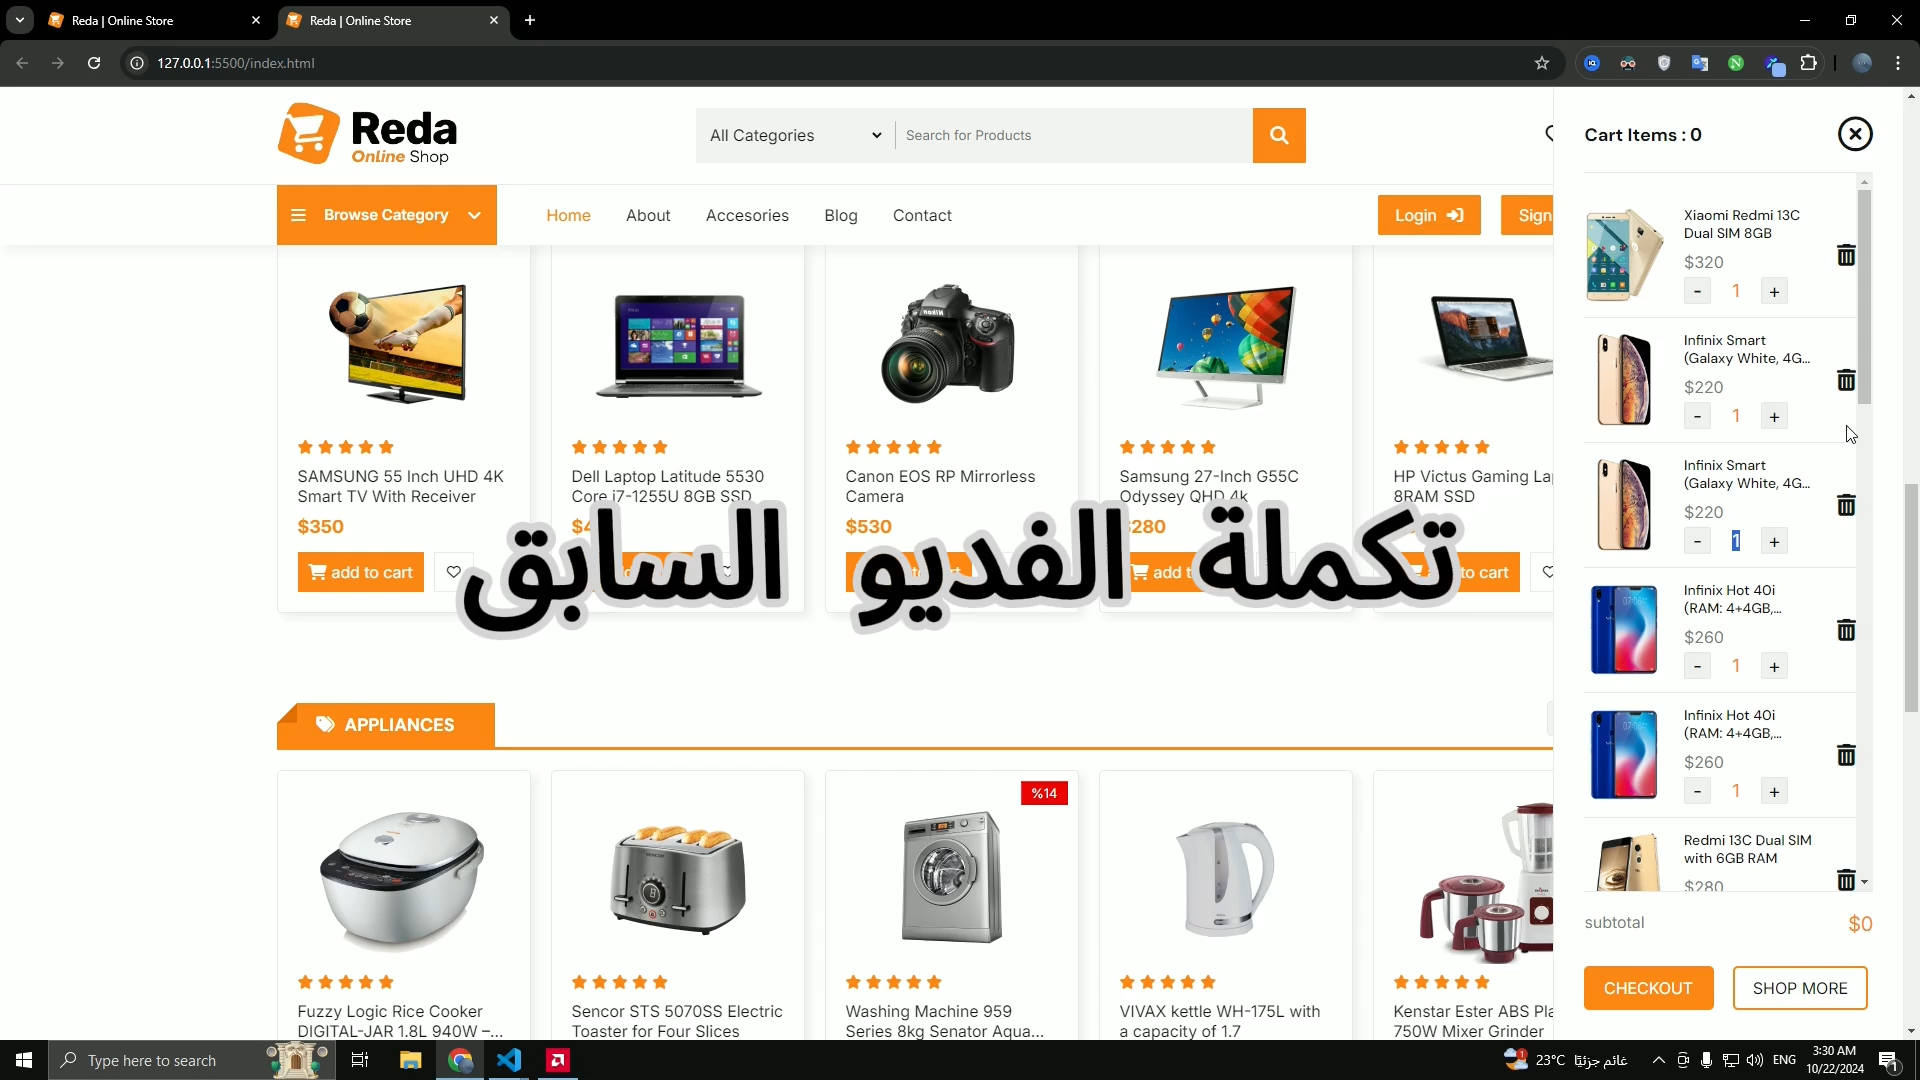 Reda | Online Store
Reda | Online Store
127.0.0.1:5500/index.html
Reda
Online Shop
All Categories
Search for Products
Browse Category
Home
About
Accesories
Blog
Contact
Login
Sign
SAMSUNG 55 Inch UHD 4K
Smart TV With Receiver
$350
add to cart
Dell Laptop Latitude 5530
Core i7-1255U 8GB SSD
Canon EOS RP Mirrorless
Camera
$530
Samsung 27-Inch G55C
Odyssey QHD 4k
280
add t
HP Victus Gaming Lap
8RAM SSD
to cart
تكملة الفديو السابق
APPLIANCES
Fuzzy Logic Rice Cooker
DIGITAL-JAR 1.8L 940W –...
Sencor STS 5070SS Electric
Toaster for Four Slices
%14
Washing Machine 959
Series 8kg Senator Aqua...
VIVAX kettle WH-175L with
a capacity of 1.7
Kenstar Ester ABS Pla
750W Mixer Grinder
Cart Items : 0
Xiaomi Redmi 13C
Dual SIM 8GB
$320
- 1 +
Infinix Smart
(Galaxy White, 4G...
$220
- 1 +
Infinix Smart
(Galaxy White, 4G...
$220
- 1 +
Infinix Hot 40i
(RAM: 4+4GB,...
$260
- 1 +
Infinix Hot 40i
(RAM: 4+4GB,...
$260
- 1 +
Redmi 13C Dual SIM
with 6GB RAM
$280
subtotal
$0
CHECKOUT
SHOP MORE
Type here to search
23°C غائم جزئيًا
ENG
3:30 AM
10/22/2024
1